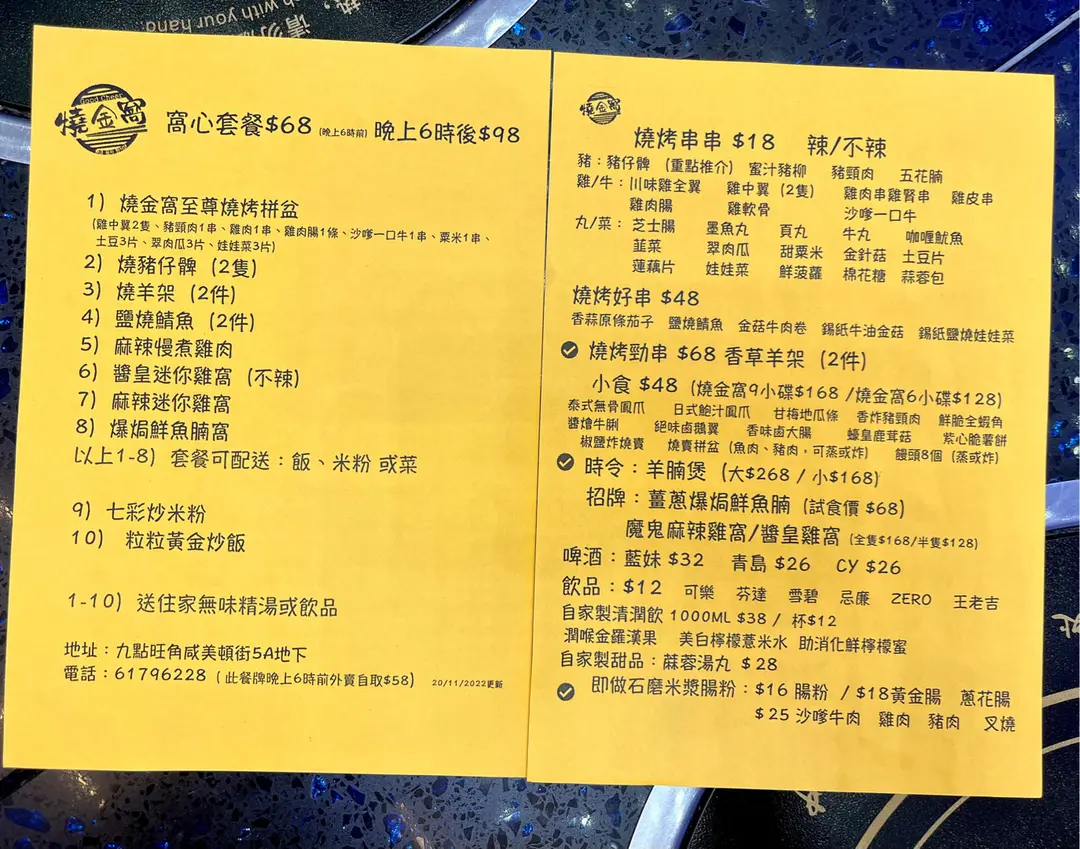 Good Cheer
燒金窩
窩心套餐$68 (晚上6時前) 晚上6時後$98
1) 燒金窩至尊燒烤拼盆
(雞中翼2隻、豬頸肉1串、雞肉1串、雞肉腸1條、沙嗲一口牛1串、粟米1串、
土豆3片、翠肉瓜3片、娃娃菜3片)
2) 燒豬仔髀 (2隻)
3) 燒羊架 (2件)
4) 鹽燒鯖魚 (2件)
5) 麻辣慢煮雞肉
6) 醬皇迷你雞窩 (不辣)
7) 麻辣迷你雞窩
8) 爆焗鮮魚腩窩
以上1-8) 套餐可配送：飯、米粉 或菜
9) 七彩炒米粉
10) 粒粒黃金炒飯
1-10) 送住家無味精湯或飲品
地址：九點旺角咸美頓街5A地下
電話：61796228 (此餐牌晚上6時前外賣自取$58) 20/11/2022更新
燒金窩
燒烤串串 $18 辣/不辣
豬：豬仔髀 (重點推介) 蜜汁豬柳 豬頸肉 五花腩
雞/牛：川味雞全翼 雞中翼 (2隻) 雞肉串雞腎串 雞皮串
雞肉腸 雞軟骨 沙嗲一口牛
丸/菜：芝士腸 墨魚丸 貢丸 牛丸 咖喱魷魚
韮菜 翠肉瓜 甜粟米 金針菇 土豆片
蓮藕片 娃娃菜 鮮菠蘿 棉花糖 蒜蓉包
燒烤好串 $48
香蒜原條茄子 鹽燒鯖魚 金菇牛肉卷 錫紙牛油金菇 錫紙鹽燒娃娃菜
燒烤勁串 $68 香草羊架 (2件)
小食 $48 (燒金窩9小碟$168 /燒金窩6小碟$128)
泰式無骨鳳爪 日式鮑汁鳳爪 甘梅地瓜條 香炸豬頸肉 鮮脆全蝦角
醬燴牛脷 絕味卤鵝翼 香味卤大腸 蠔皇鹿茸菇 紫心脆薯餅
椒鹽炸燒賣 燒賣拼盆 (魚肉、豬肉，可蒸或炸) 饅頭8個 (蒸或炸)
時令：羊腩煲 (大$268 / 小$168)
招牌：薑蔥爆焗鮮魚腩 (試食價 $68)
魔鬼麻辣雞窩/醬皇雞窩 (全隻$168/半隻$128)
啤酒：藍妹 $32 青島 $26 CY $26
飲品：$12 可樂 芬達 雪碧 忌廉 ZERO 王老吉
自家製清潤飲 1000ML $38 / 杯$12
潤喉金羅漢果 美白檸檬薏米水 助消化鮮檸檬蜜
自家製甜品：蔴蓉湯丸 $28
即做石磨米漿腸粉：$16 腸粉 / $18黃金腸 蔥花腸
$25 沙嗲牛肉 雞肉 豬肉 叉燒